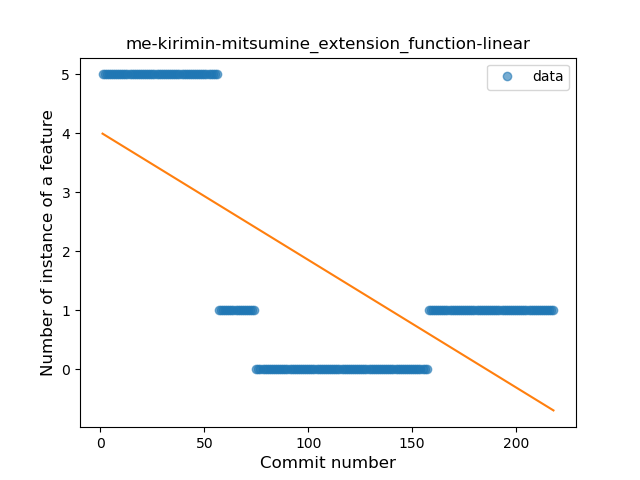 me-kirimin-mitsumine_extension_function-linear
data
Number of instance of a feature
5
4
3
2
1
0
0 50 100 150 200
Commit number